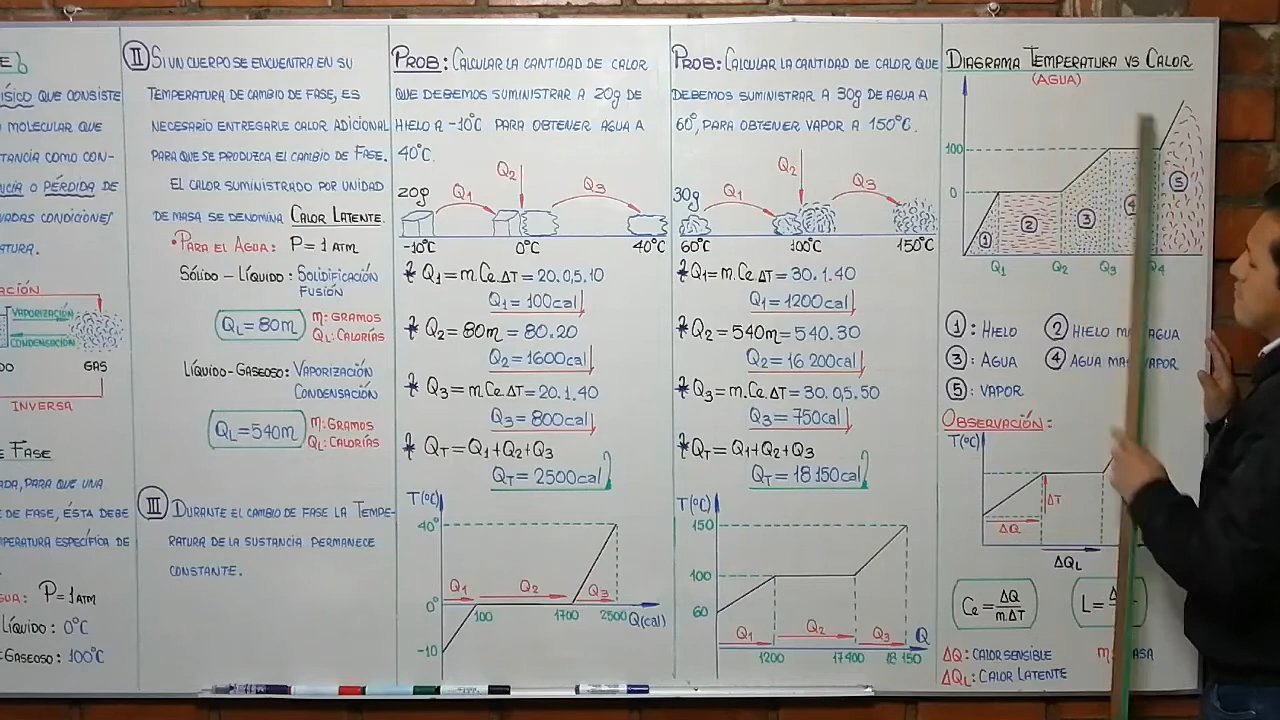 E
ÍSICO QUE CONSISTE
MOLECULAR QUE
TANCIA COMO CON-
NCIA O PÉRDIDA DE
VADAS CONDICIONES
ATURA.
ACIÓN
VAPORIZACIÓN
CONDENSACIÓN
DO GAS
INVERSA
E FASE
ADA, PARA QUE UNA
E DE FASE, ÉSTA DEBE
MPERATURA ESPECÍFICA DE
GUA: P=1ATM
LÍQUIDO: 0°C
-GASEOSO: 100°C
II SI UN CUERPO SE ENCUENTRA EN SU
TEMPERATURA DE CAMBIO DE FASE, ES
NECESARIO ENTREGARLE CALOR ADICIONAL
PARA QUE SE PRODUZCA EL CAMBIO DE FASE.
EL CALOR SUMINISTRADO POR UNIDAD
DE MASA SE DENOMINA CALOR LATENTE.
•PARA EL AGUA: P=1 ATM
SÓLIDO-LÍQUIDO: SOLIDIFICACIÓN
FUSIÓN
QL=80m
m: GRAMOS
QL: CALORÍAS
LÍQUIDO-GASEOSO: VAPORIZACIÓN
CONDENSACIÓN
QL=540m
m: GRAMOS
QL: CALORÍAS
III DURANTE EL CAMBIO DE FASE LA TEMPE-
RATURA DE LA SUSTANCIA PERMANECE
CONSTANTE.
PROB: CALCULAR LA CANTIDAD DE CALOR
QUE DEBEMOS SUMINISTRAR A 20g DE
HIELO A -10°C PARA OBTENER AGUA A
40°C.
20g Q1 Q2 Q3
-10°C 0°C 40°C
* Q1=m.Ce.ΔT=20.0,5.10
Q1=100cal
* Q2=80m=80.20
Q2=1600cal
* Q3=m.Ce.ΔT=20.1.40
Q3=800cal
* QT=Q1+Q2+Q3
QT=2500cal
T(°C)
40°
Q1 Q2 Q3
0° 100 1700 2500 Q(cal)
-10
PROB: CALCULAR LA CANTIDAD DE CALOR QUE
DEBEMOS SUMINISTRAR A 30g DE AGUA A
60°, PARA OBTENER VAPOR A 150°C.
30g Q1 Q2 Q3
60°C 100°C 150°C
* Q1=m.Ce.ΔT=30.1.40
Q1=1200cal
* Q2=540m=540.30
Q2=16 200cal
* Q3=m.Ce.ΔT=30.0,5.50
Q3=750cal
* QT=Q1+Q2+Q3
QT=18 150cal
T(°C)
150
100
60
Q1 Q2 Q3 Q
1200 17400 18 150
DIAGRAMA TEMPERATURA VS CALOR
(AGUA)
100
0
1 2 3 4 5
Q1 Q2 Q3 Q4
1: HIELO 2 HIELO MÁ AGUA
3: AGUA 4 AGUA MÁ VAPOR
5: VAPOR
OBSERVACIÓN:
T(°C)
ΔT
ΔQ
ΔQL
Ce=ΔQ/m.ΔT L=Δ
ΔQ: CALOR SENSIBLE m: ASA
ΔQL: CALOR LATENTE